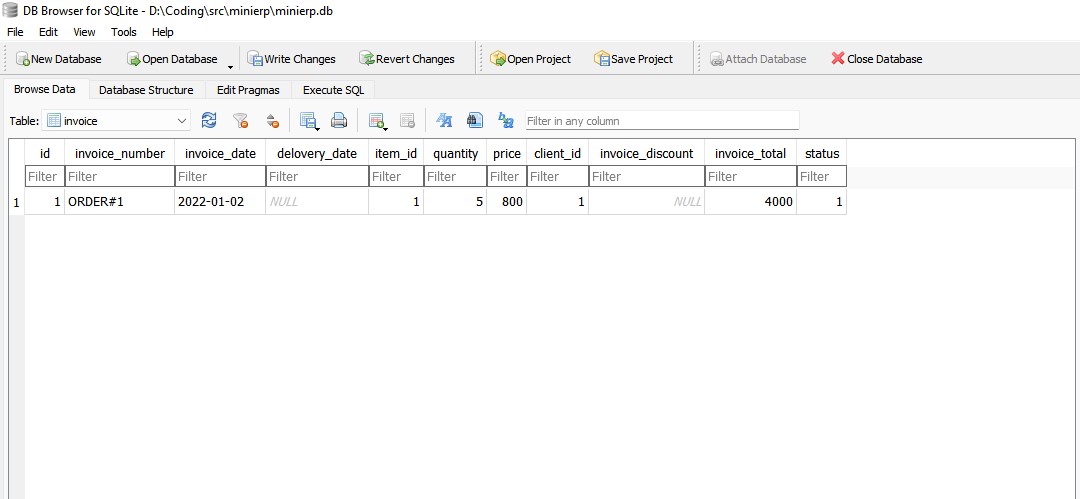 DB Browser for SQLite - D:\Coding\src\minierp\minierp.db
File Edit View Tools Help
New Database Open Database Write Changes Revert Changes Open Project Save Project Attach Database Close Database
Browse Data Database Structure Edit Pragmas Execute SQL
Table: invoice Filter in any column
id invoice_number invoice_date delovery_date item_id quantity price client_id invoice_discount invoice_total status
Filter Filter Filter Filter Filter Filter Filter Filter Filter Filter Filter
1 1 ORDER#1 2022-01-02 NULL 1 5 800 1 NULL 4000 1